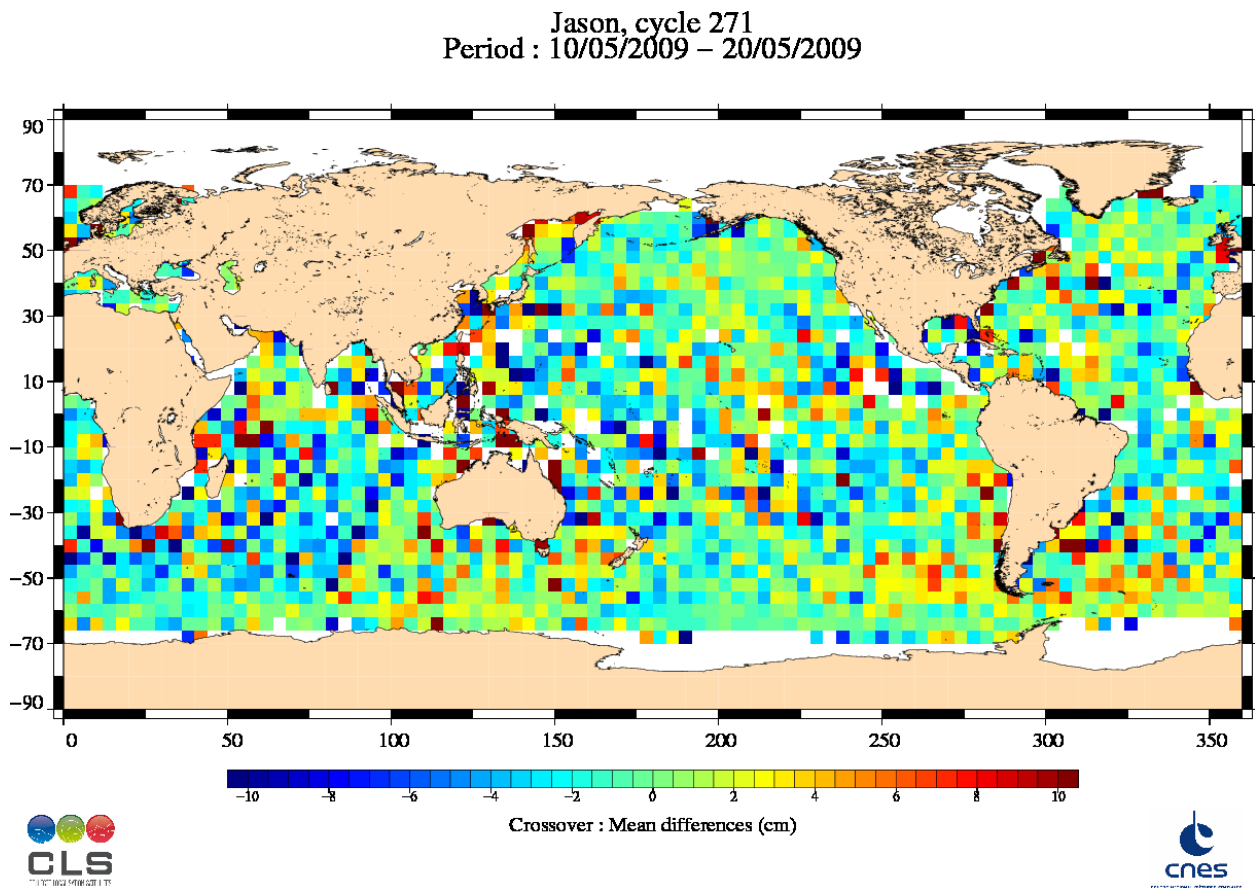 Jason, cycle 271
Period : 10/05/2009 − 20/05/2009
90
70
50
30
10
−10
−30
−50
−70
−90
0 50 100 150 200 250 300 350
−10 −8 −6 −4 −2 0 2 4 6 8 10
Crossover : Mean differences (cm)
CLS
cnes